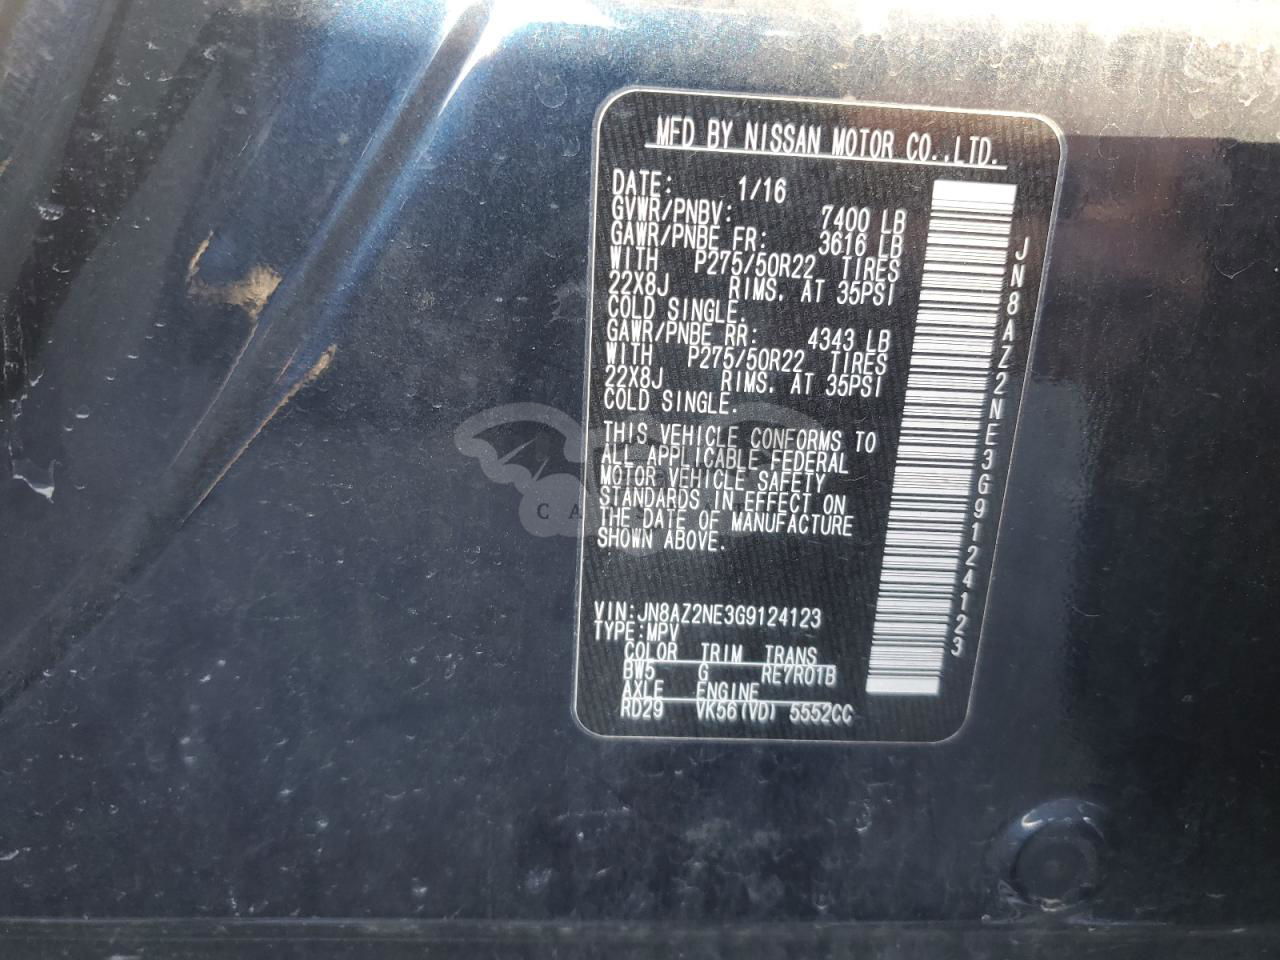 MFD BY NISSAN MOTOR CO.,LTD.
DATE: 1/16
GVWR/PNBV: 7400 LB
GAWR/PNBE FR: 3616 LB
WITH P275/50R22 TIRES
22X8J RIMS. AT 35PSI
COLD SINGLE.
GAWR/PNBE RR: 4343 LB
WITH P275/50R22 TIRES
22X8J RIMS. AT 35PSI
COLD SINGLE.
THIS VEHICLE CONFORMS TO
ALL APPLICABLE FEDERAL
MOTOR VEHICLE SAFETY
STANDARDS IN EFFECT ON
THE DATE OF MANUFACTURE
SHOWN ABOVE.
VIN:JN8AZ2NE3G9124123
TYPE:MPV
COLOR TRIM TRANS
BW5 G RE7R01B
AXLE ENGINE
RD29 VK56(VD) 5552CC
JN8AZ2NE3G9124123